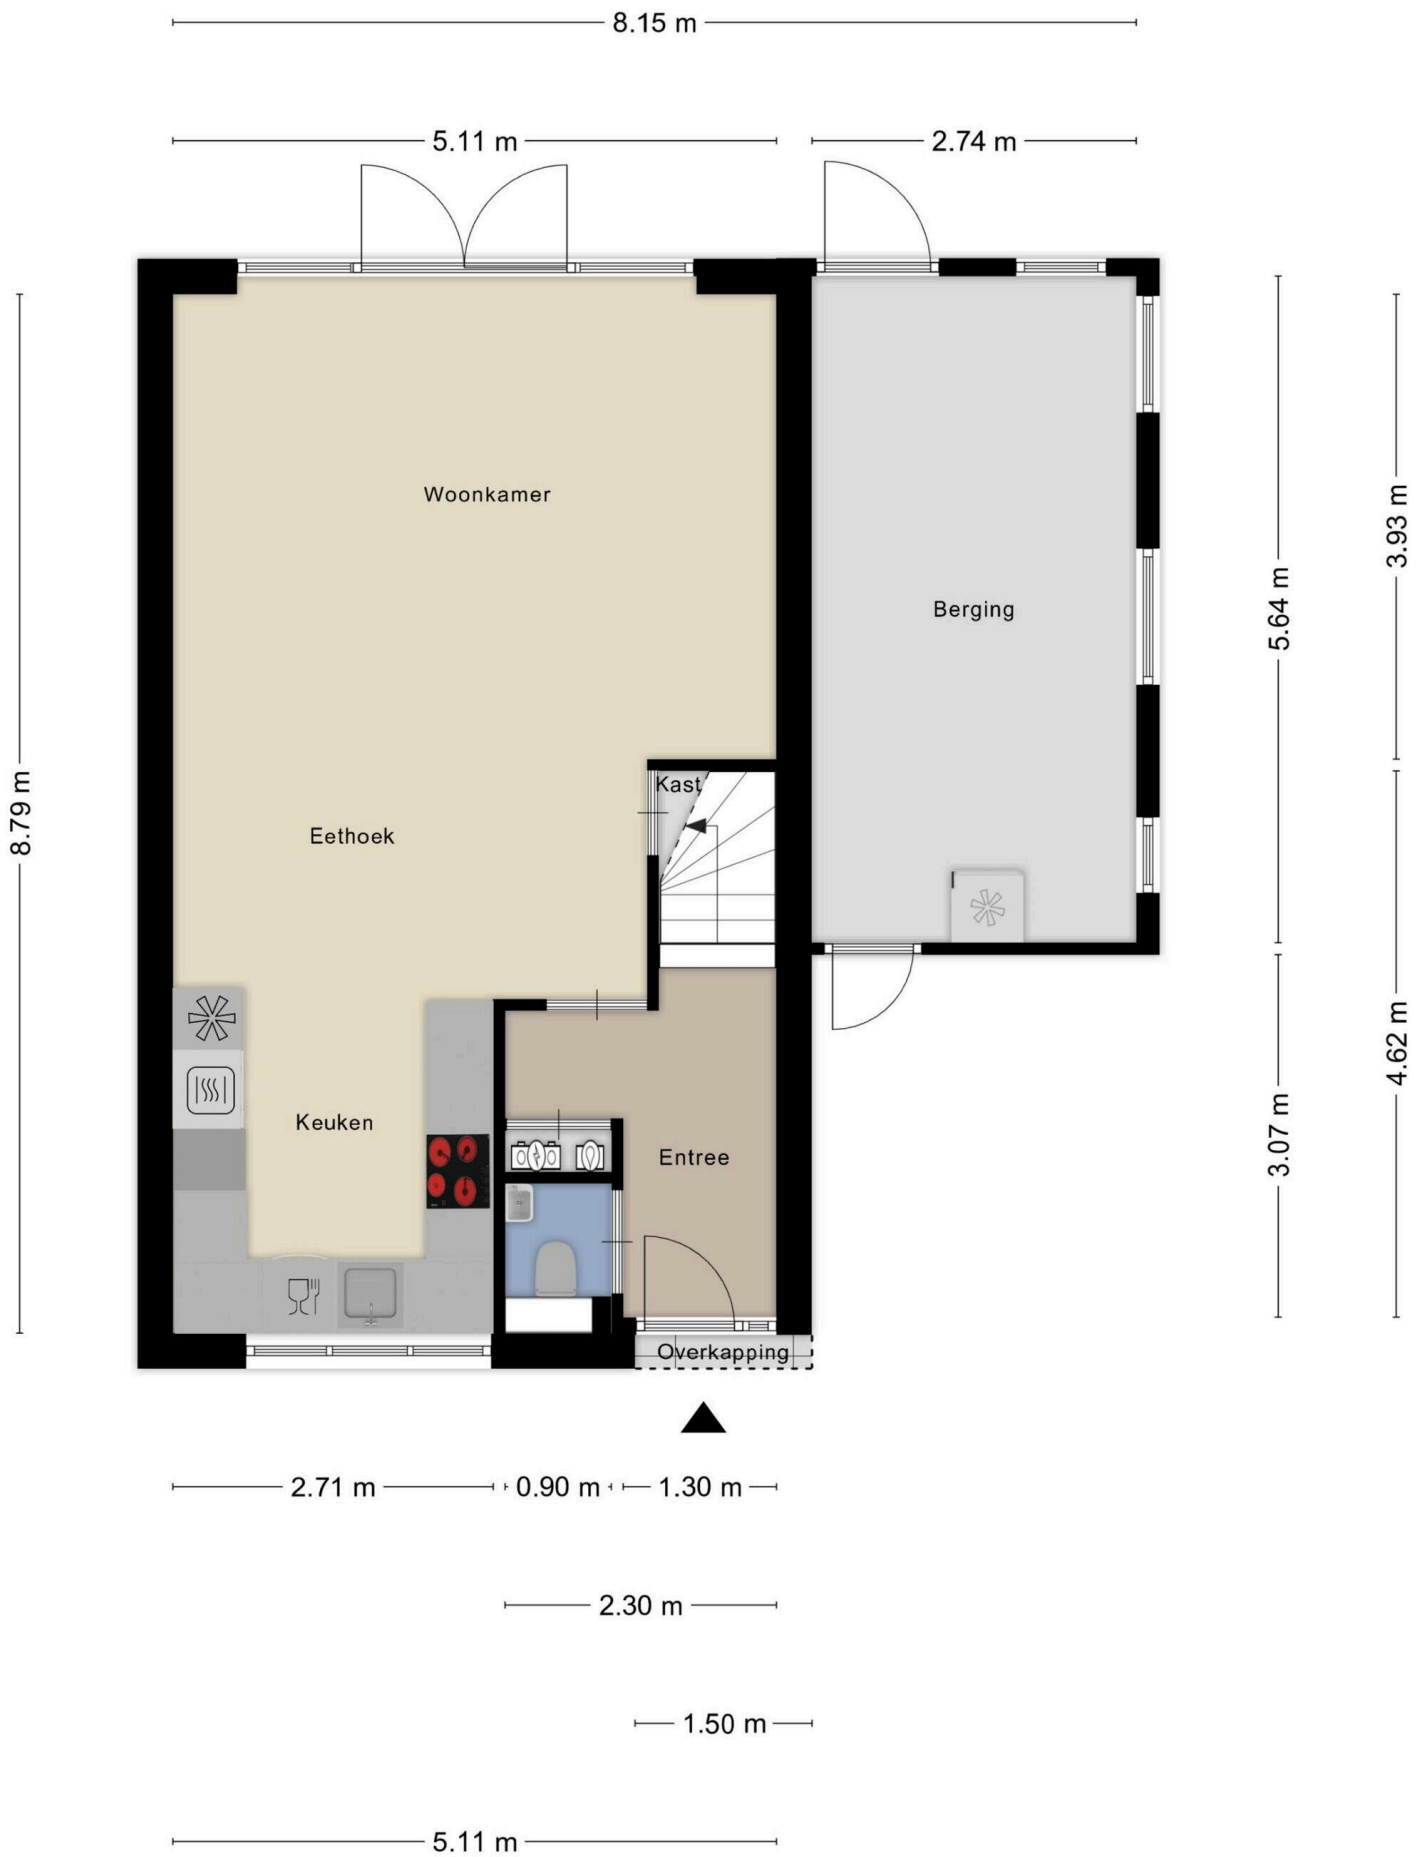 8.15 m
5.11 m
2.74 m
Woonkamer
3.93 m
Berging
5.64 m
Kast
8.79 m
Eethoek
4.62 m
Keuken
3.07 m
Entree
Overkapping
2.71 m
0.90 m
1.30 m
2.30 m
1.50 m
5.11 m